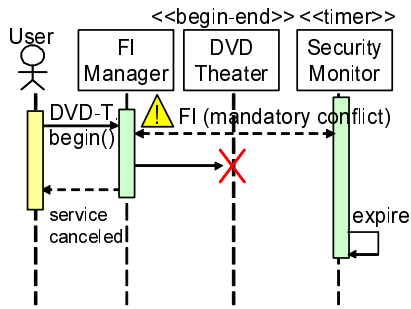 <<begin-end>> <<timer>>
User
FI
Manager
DVD
Theater
Security
Monitor
DVD-T.
begin()
!
FI (mandatory conflict)
service
canceled
expire